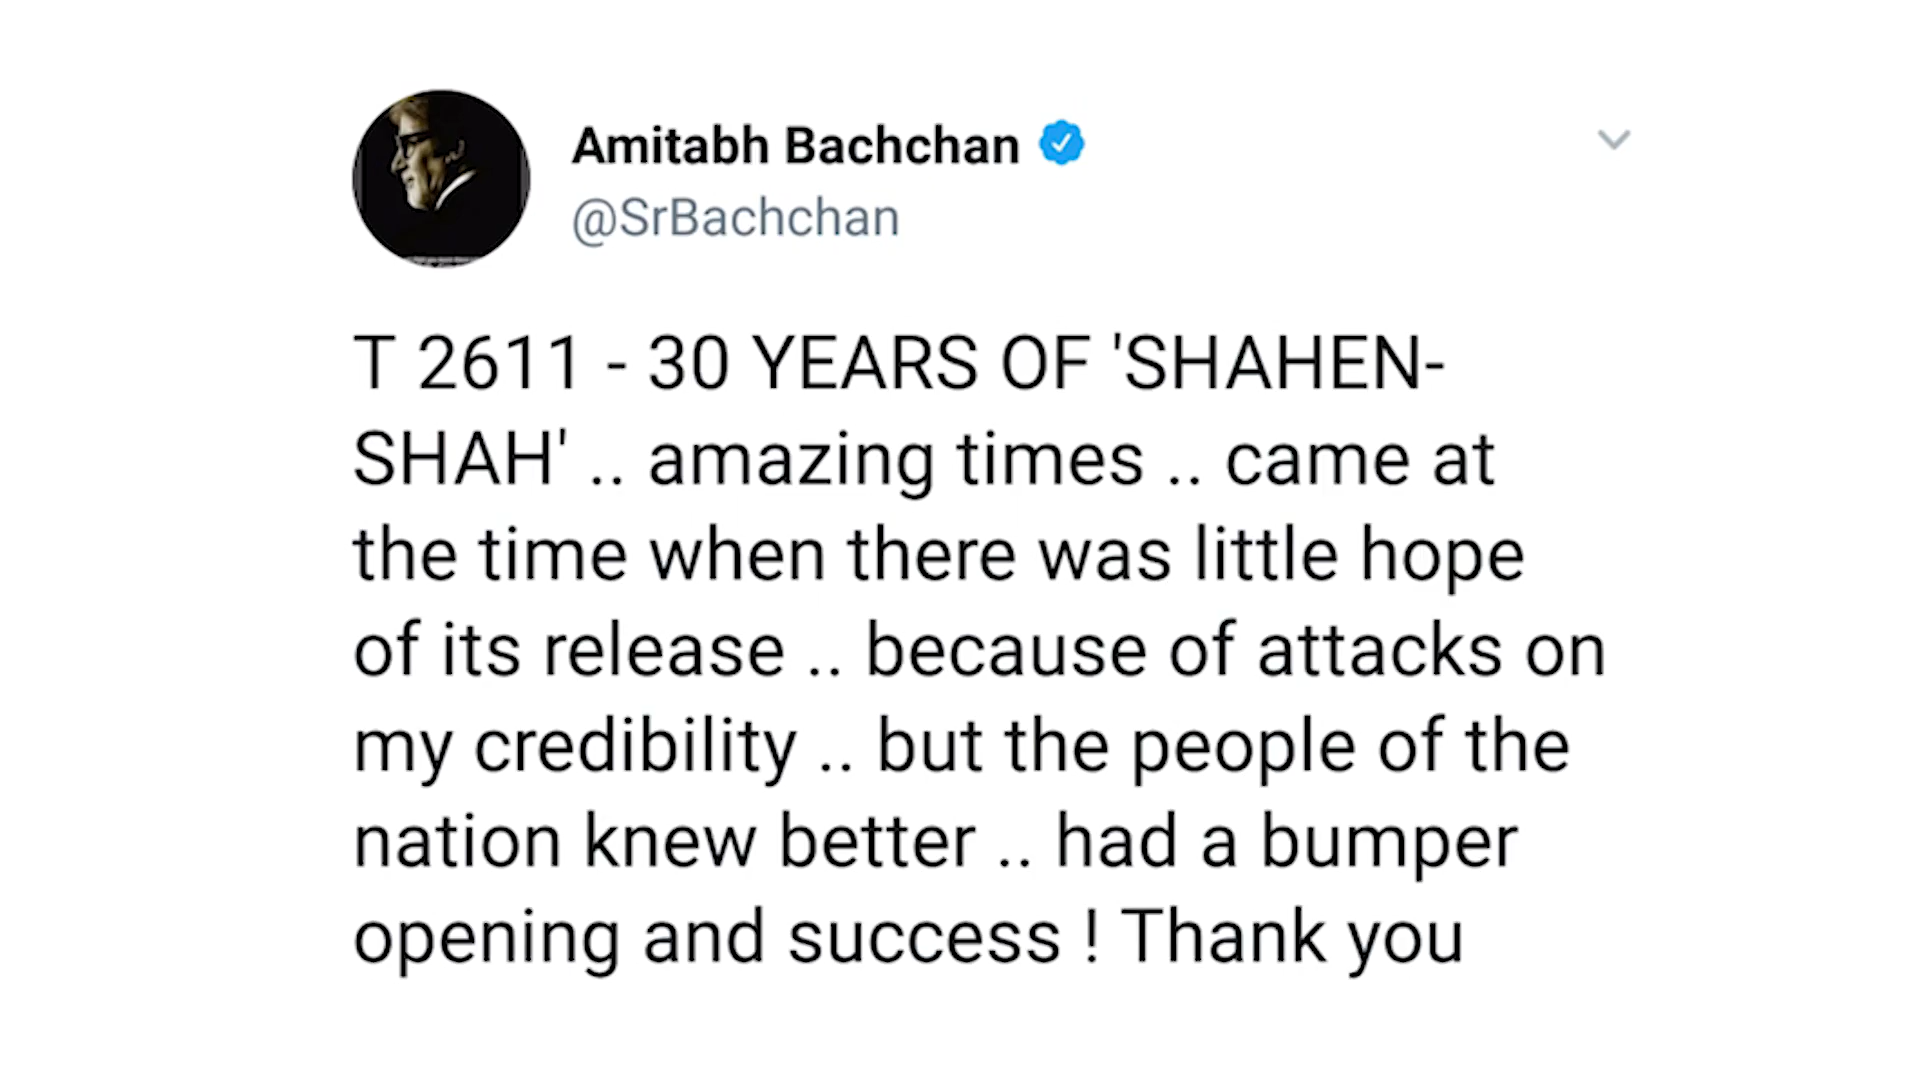 Amitabh Bachchan
@SrBachchan
T 2611 - 30 YEARS OF 'SHAHEN-
SHAH' .. amazing times .. came at
the time when there was little hope
of its release .. because of attacks on
my credibility .. but the people of the
nation knew better .. had a bumper
opening and success ! Thank you